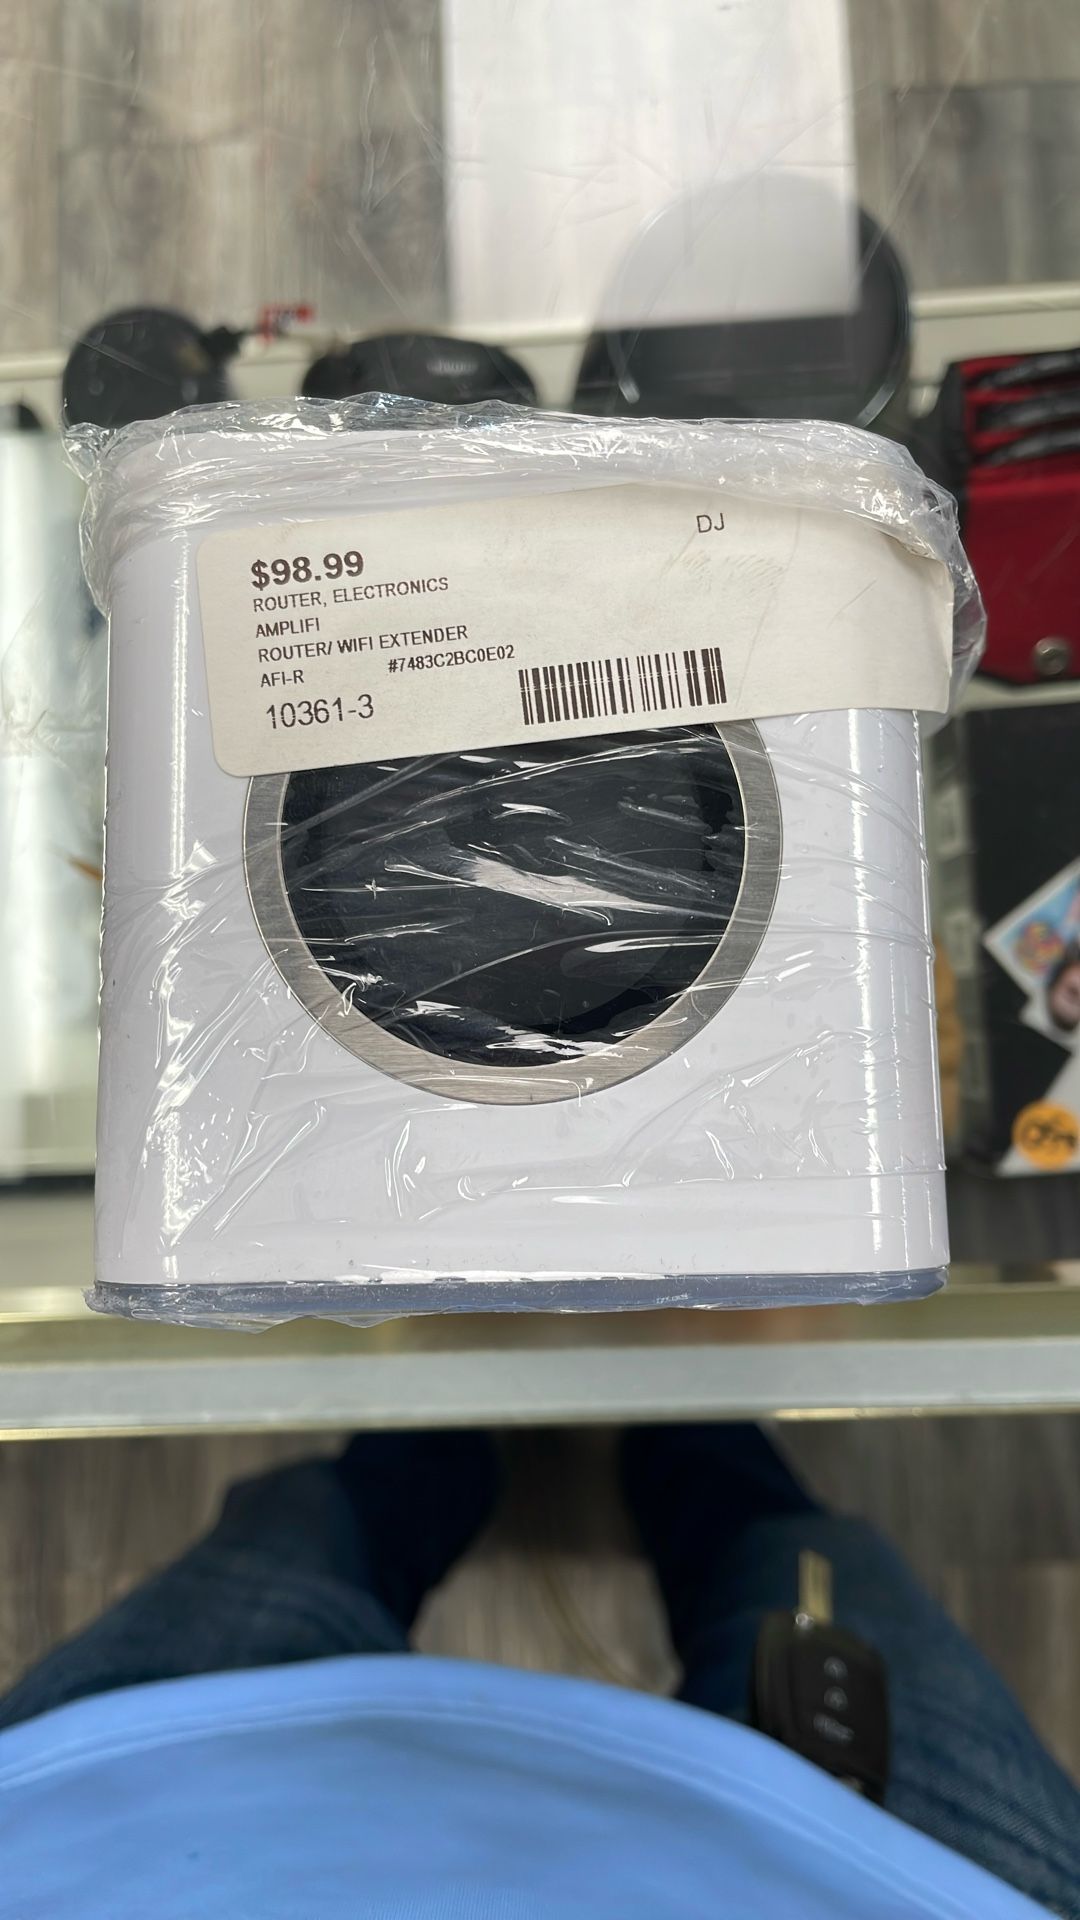 DJ
$98.99
ROUTER, ELECTRONICS
AMPLIFI
ROUTER/ WIFI EXTENDER
AFI-R #7483C2BC0E02
10361-3